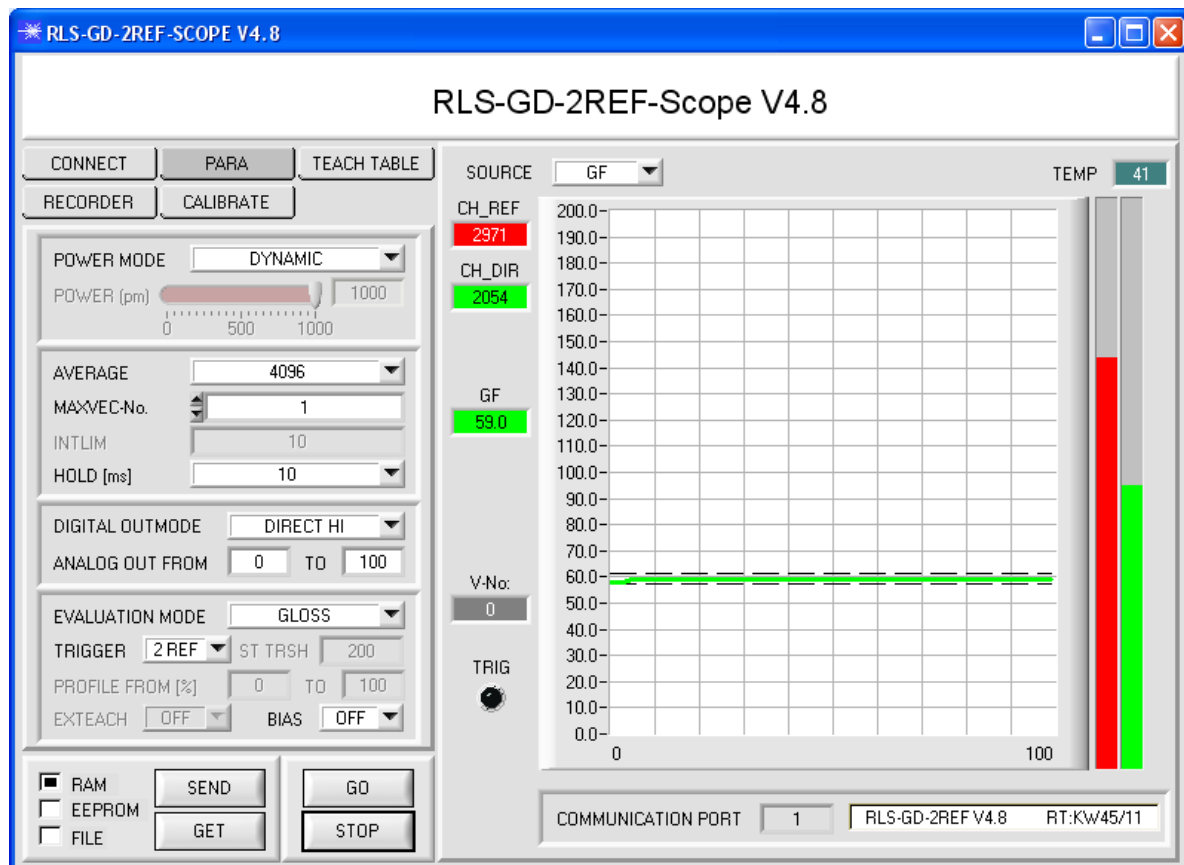 RLS-GD-2REF-SCOPE V4.8
RLS-GD-2REF-Scope V4.8
CONNECT PARA TEACH TABLE
RECORDER CALIBRATE
POWER MODE DYNAMIC
POWER (pm) 1000
0 500 1000
AVERAGE 4096
MAXVEC-No. 1
INTLIM 10
HOLD [ms] 10
DIGITAL OUTMODE DIRECT HI
ANALOG OUT FROM 0 TO 100
EVALUATION MODE GLOSS
TRIGGER 2 REF ST TRSH 200
PROFILE FROM [%] 0 TO 100
EXTEACH OFF BIAS OFF
RAM
EEPROM
FILE
SEND
GET
GO
STOP
SOURCE GF TEMP 41
CH_REF
2971
CH_DIR
2054
GF
59.0
V-No:
0
TRIG
200.0
190.0
180.0
170.0
160.0
150.0
140.0
130.0
120.0
110.0
100.0
90.0
80.0
70.0
60.0
50.0
40.0
30.0
20.0
10.0
0.0
0 100
COMMUNICATION PORT 1 RLS-GD-2REF V4.8 RT:KW45/11